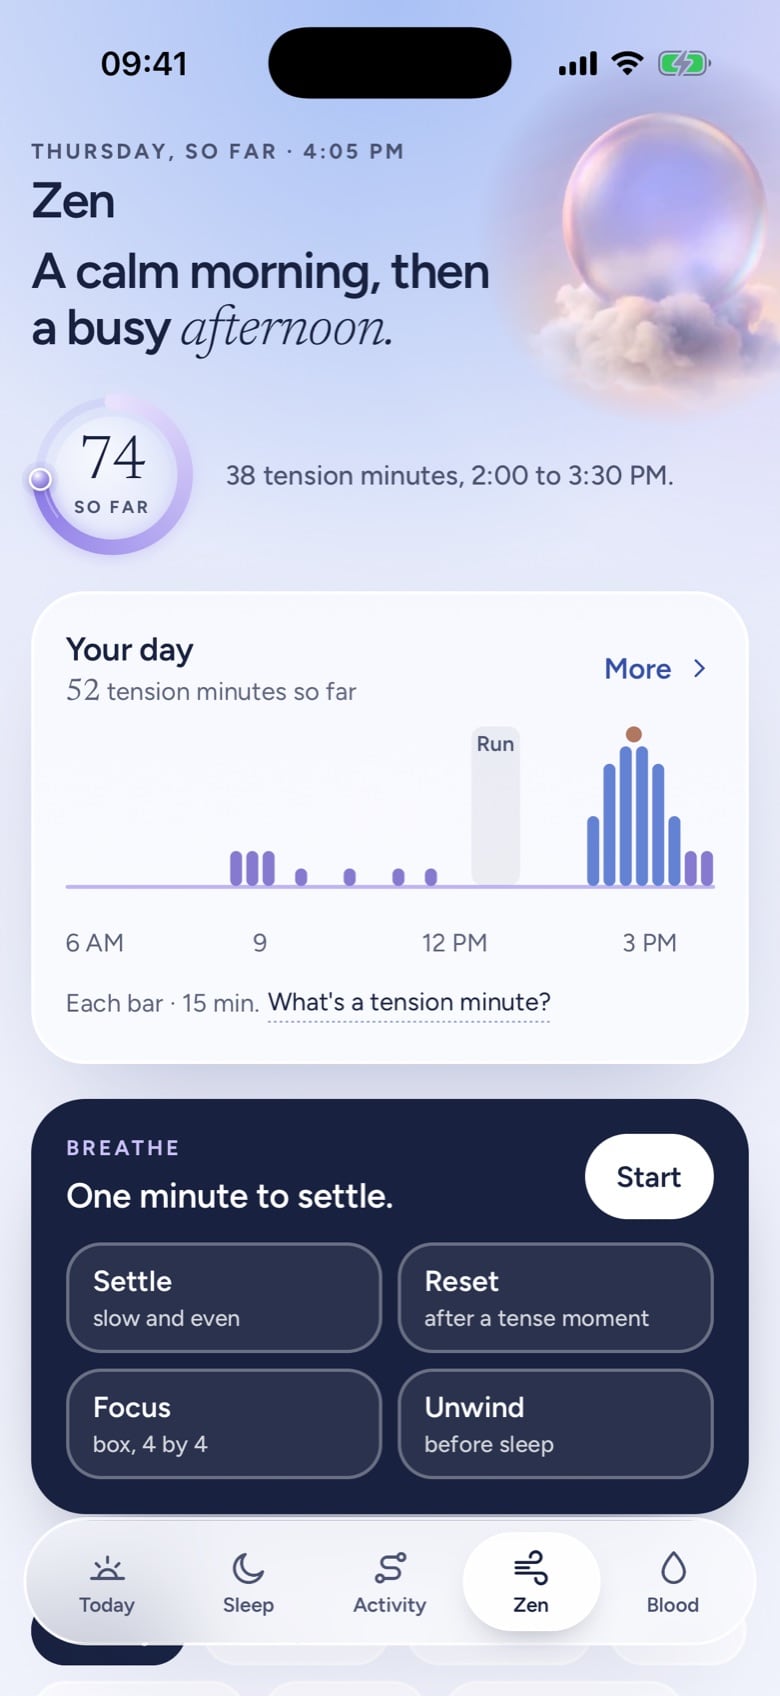 09:41
THURSDAY, SO FAR · 4:05 PM
Zen
A calm morning, then
a busy afternoon.
74
SO FAR
38 tension minutes, 2:00 to 3:30 PM.
Your day
52 tension minutes so far
More
Run
6 AM 9 12 PM 3 PM
Each bar · 15 min. What's a tension minute?
BREATHE
One minute to settle.
Start
Settle
slow and even
Reset
after a tense moment
Focus
box, 4 by 4
Unwind
before sleep
Today Sleep Activity Zen Blood